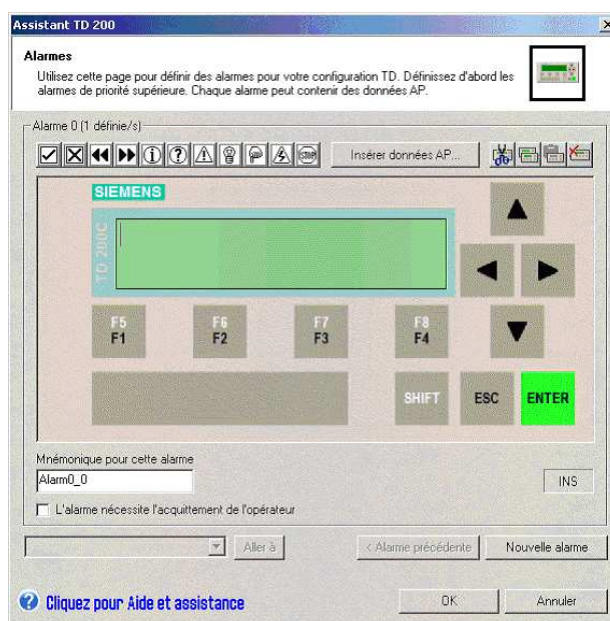 Assistant TD 200
Alarmes
Utilisez cette page pour définir des alarmes pour votre configuration TD. Définissez d'abord les
alarmes de priorité supérieure. Chaque alarme peut contenir des données AP.
Alarme 0 (1 définie/s)
STOP
Insérer données AP...
SIEMENS
TD 200C
F5
F1
F6
F2
F7
F3
F8
F4
SHIFT
ESC
ENTER
Mnémonique pour cette alarme
Alarm0_0
INS
L'alarme nécessite l'acquittement de l'opérateur
Aller à
< Alarme précédente
Nouvelle alarme
Cliquez pour Aide et assistance
OK
Annuler